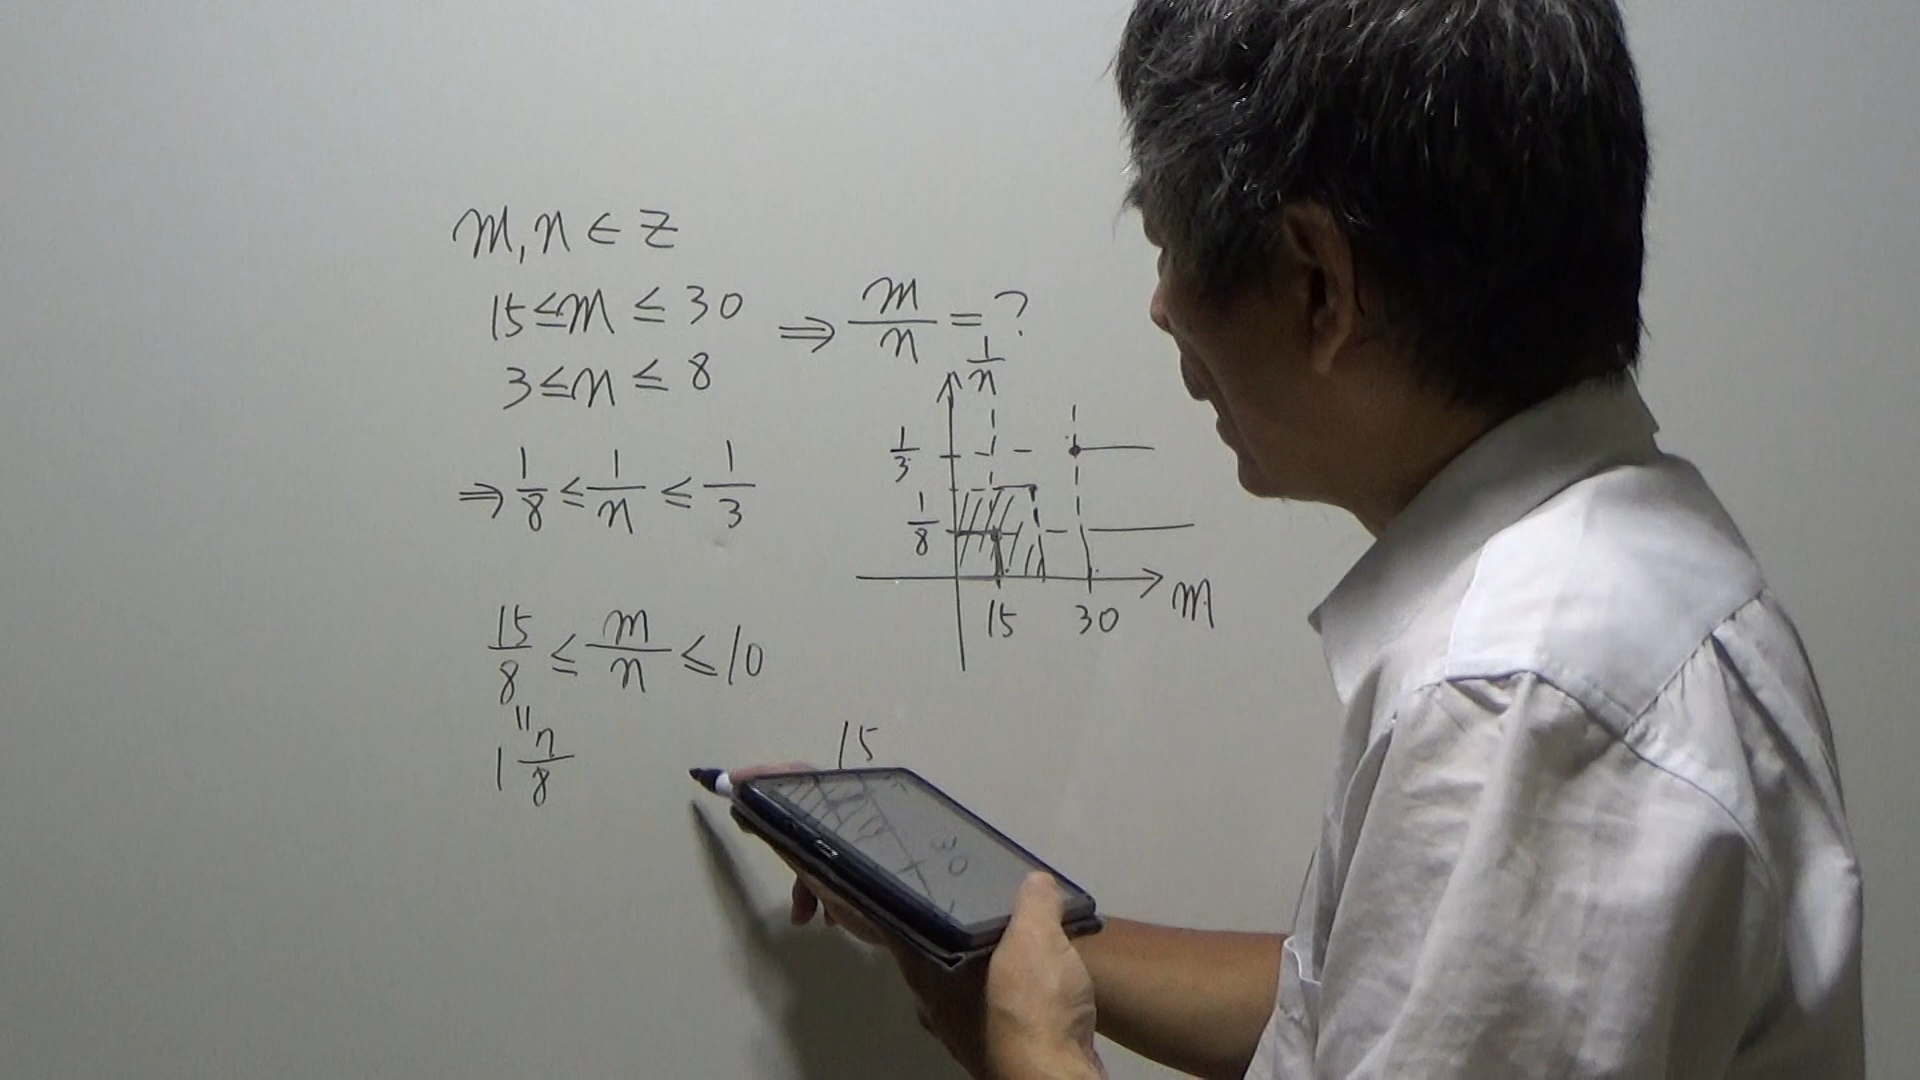 m, n ∈ Z
15 ≤ m ≤ 30
3 ≤ n ≤ 8
⇒ m/n = ?
⇒ 1/8 ≤ 1/n ≤ 1/3
15/8 ≤ m/n ≤ 10
"
1 7/8
1/n
1/3
1/8
15 30 m
15
30